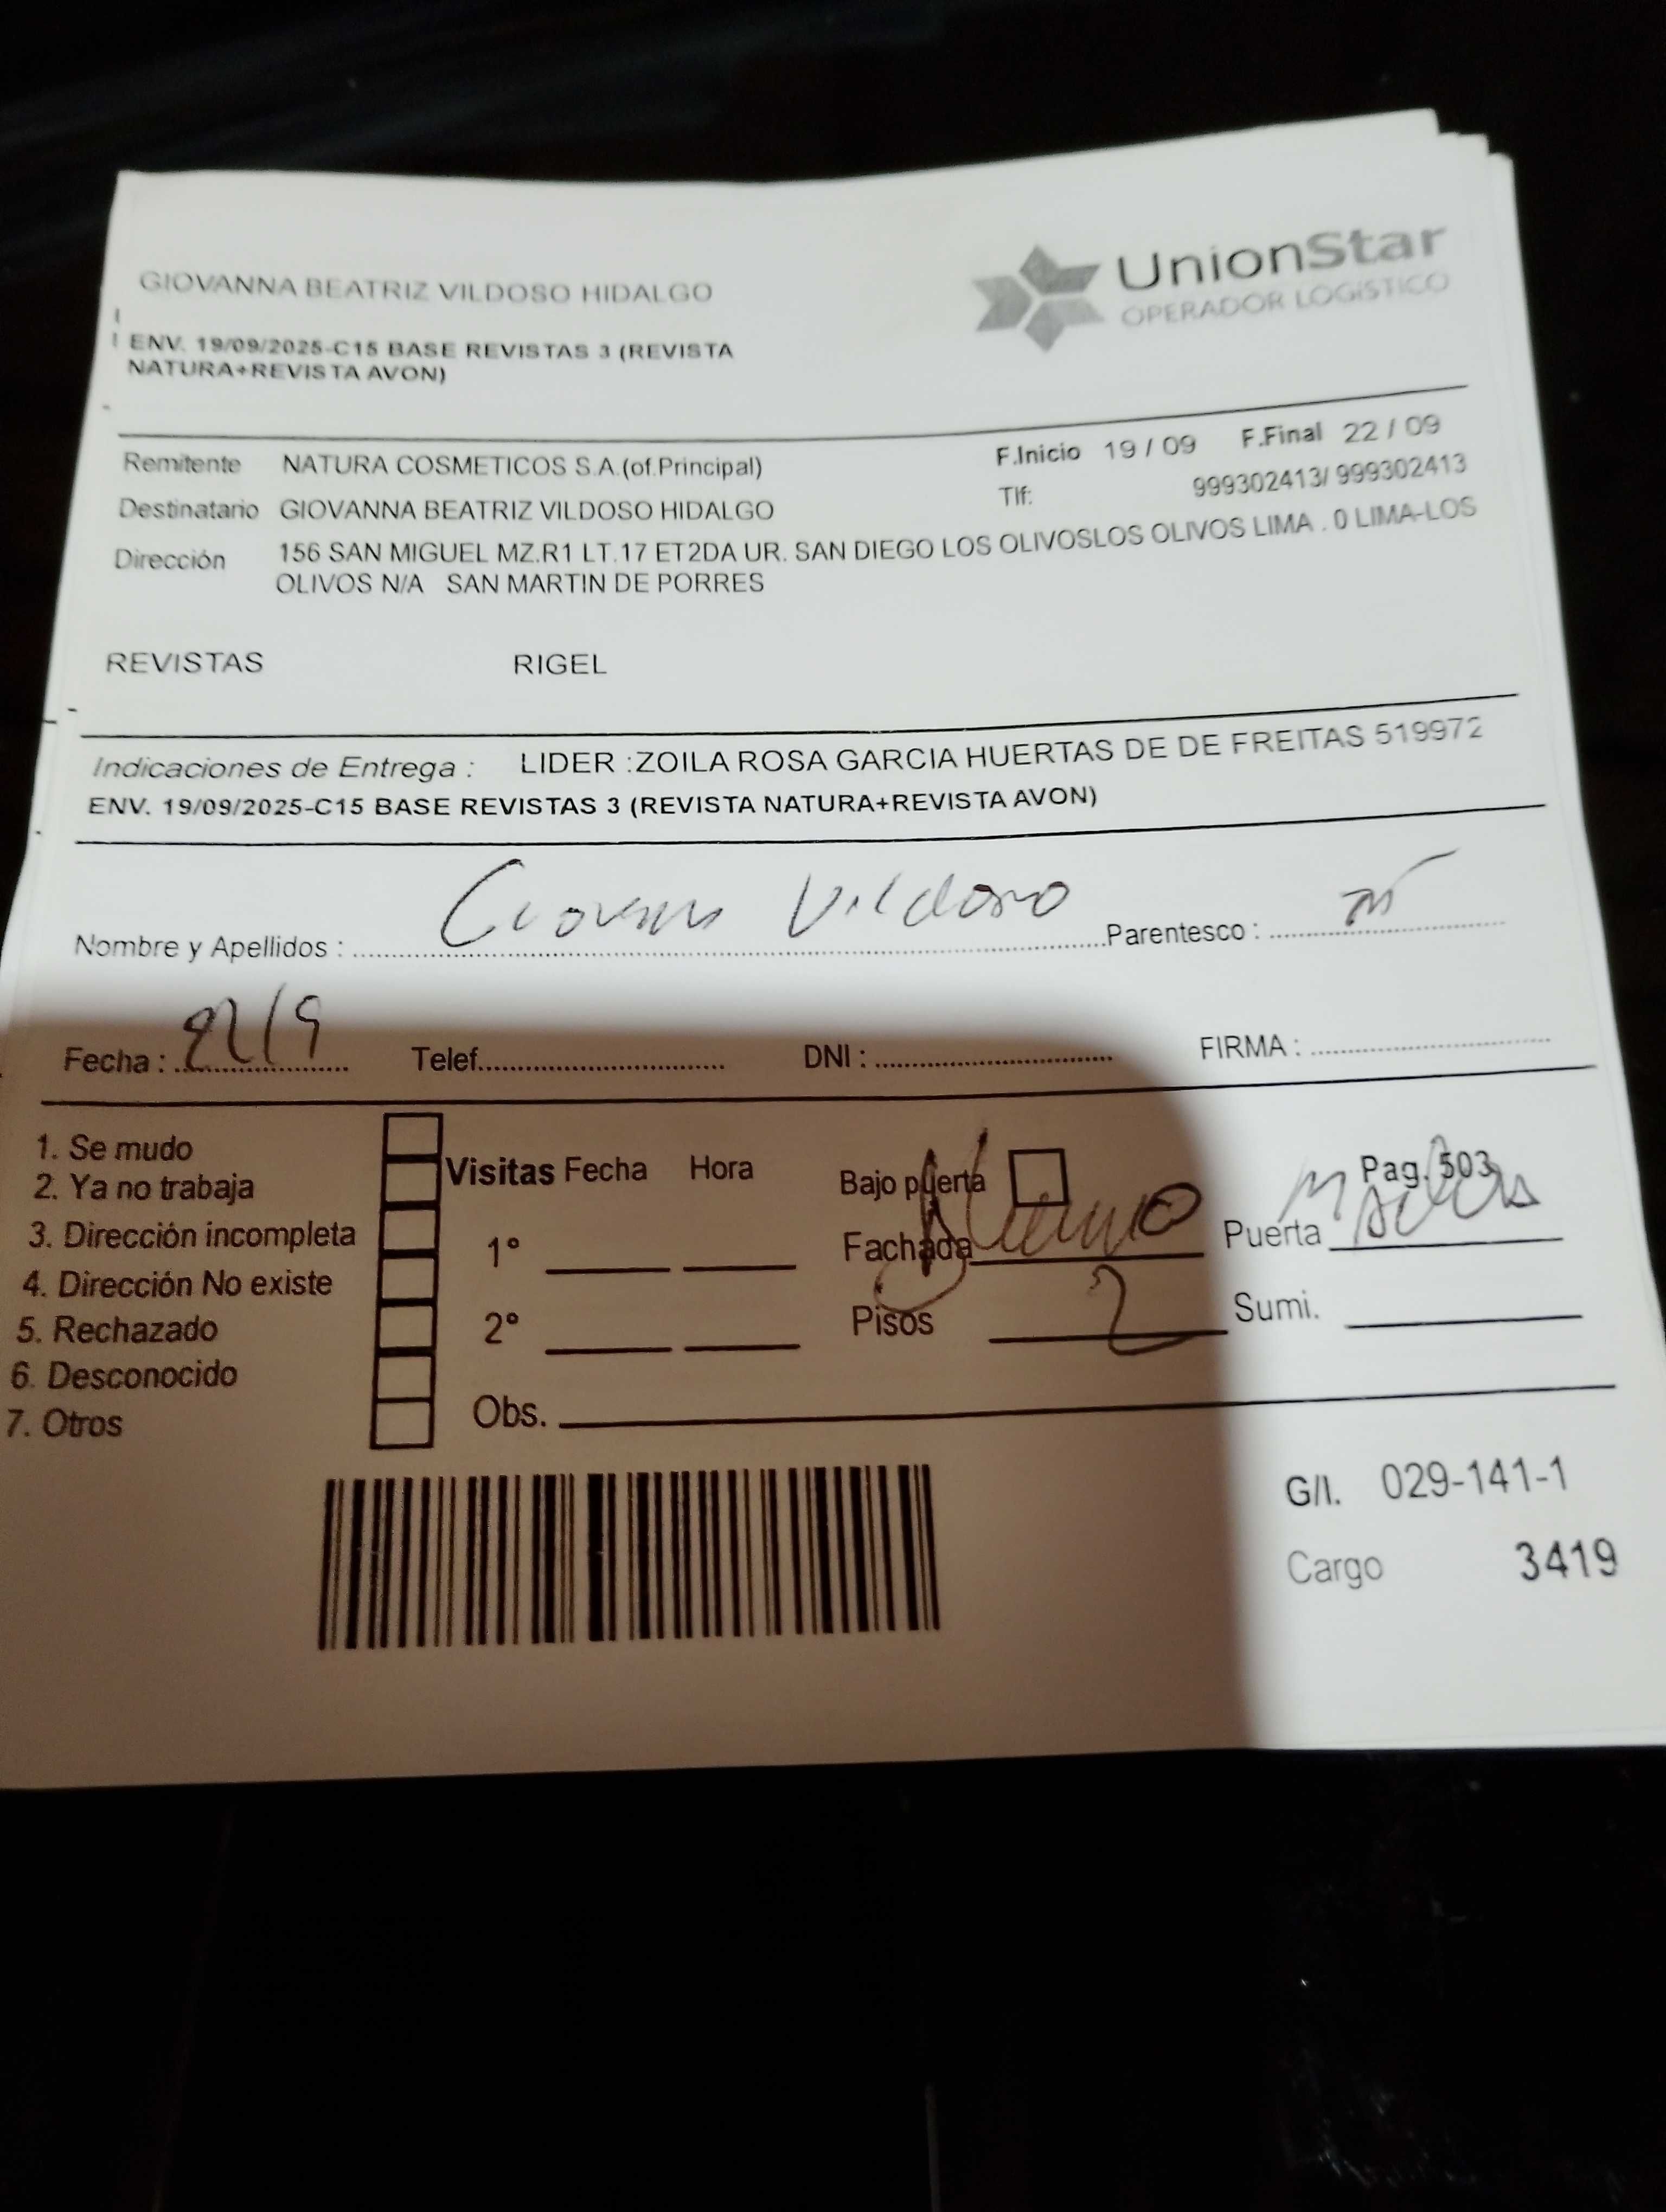 GIOVANNA BEATRIZ VILDOSO HIDALGO
UnionStar
OPERADOR LOGÍSTICO
ENV. 19/09/2025-C15 BASE REVISTAS 3 (REVISTA
NATURA+REVISTA AVON)
Remitente NATURA COSMETICOS S.A.(of.Principal) F.Inicio 19 / 09 F.Final 22 / 09
Destinatario GIOVANNA BEATRIZ VILDOSO HIDALGO Tlf: 999302413/ 999302413
Dirección 156 SAN MIGUEL MZ.R1 LT.17 ET2DA UR. SAN DIEGO LOS OLIVOSLOS OLIVOS LIMA . 0 LIMA-LOS
OLIVOS N/A SAN MARTIN DE PORRES
REVISTAS RIGEL
Indicaciones de Entrega : LIDER :ZOILA ROSA GARCIA HUERTAS DE DE FREITAS 519972
ENV. 19/09/2025-C15 BASE REVISTAS 3 (REVISTA NATURA+REVISTA AVON)
Nombre y Apellidos : Vildoso Parentesco :
Fecha : Telef. DNI : FIRMA :
1. Se mudo
2. Ya no trabaja
3. Dirección incompleta
4. Dirección No existe
5. Rechazado
6. Desconocido
7. Otros
Visitas Fecha Hora
1°
2°
Obs.
Bajo puerta Pag. 503
Fachada Puerta
Pisos 2 Sumi.
G/I. 029-141-1
Cargo 3419